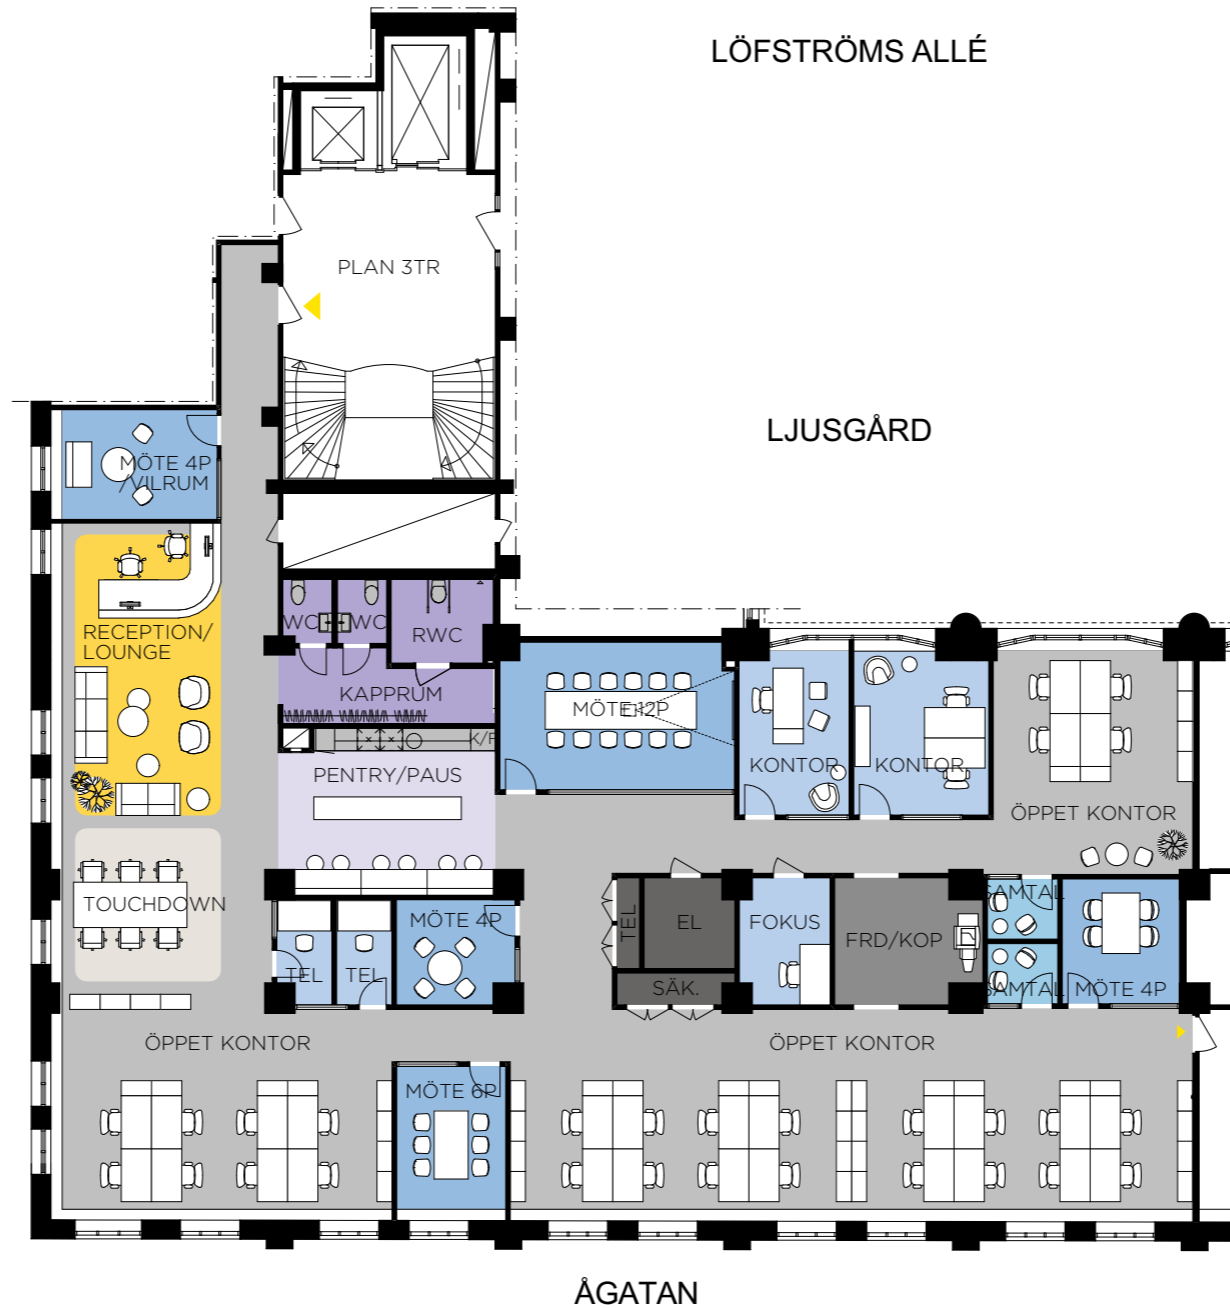 LÖFSTRÖMS ALLÉ
PLAN 3TR
LJUSGÅRD
MÖTE 4P
/VILRUM
RECEPTION/
LOUNGE
WC
WC
RWC
KAPPRUM
MÖTE 12P
K/F
PENTRY/PAUS
KONTOR
KONTOR
ÖPPET KONTOR
TOUCHDOWN
MÖTE 4P
TEL
EL
FOKUS
FRD/KOP
SAMTAL
TEL
TEL
SÄK.
SAMTAL
MÖTE 4P
ÖPPET KONTOR
ÖPPET KONTOR
MÖTE 6P
ÅGATAN